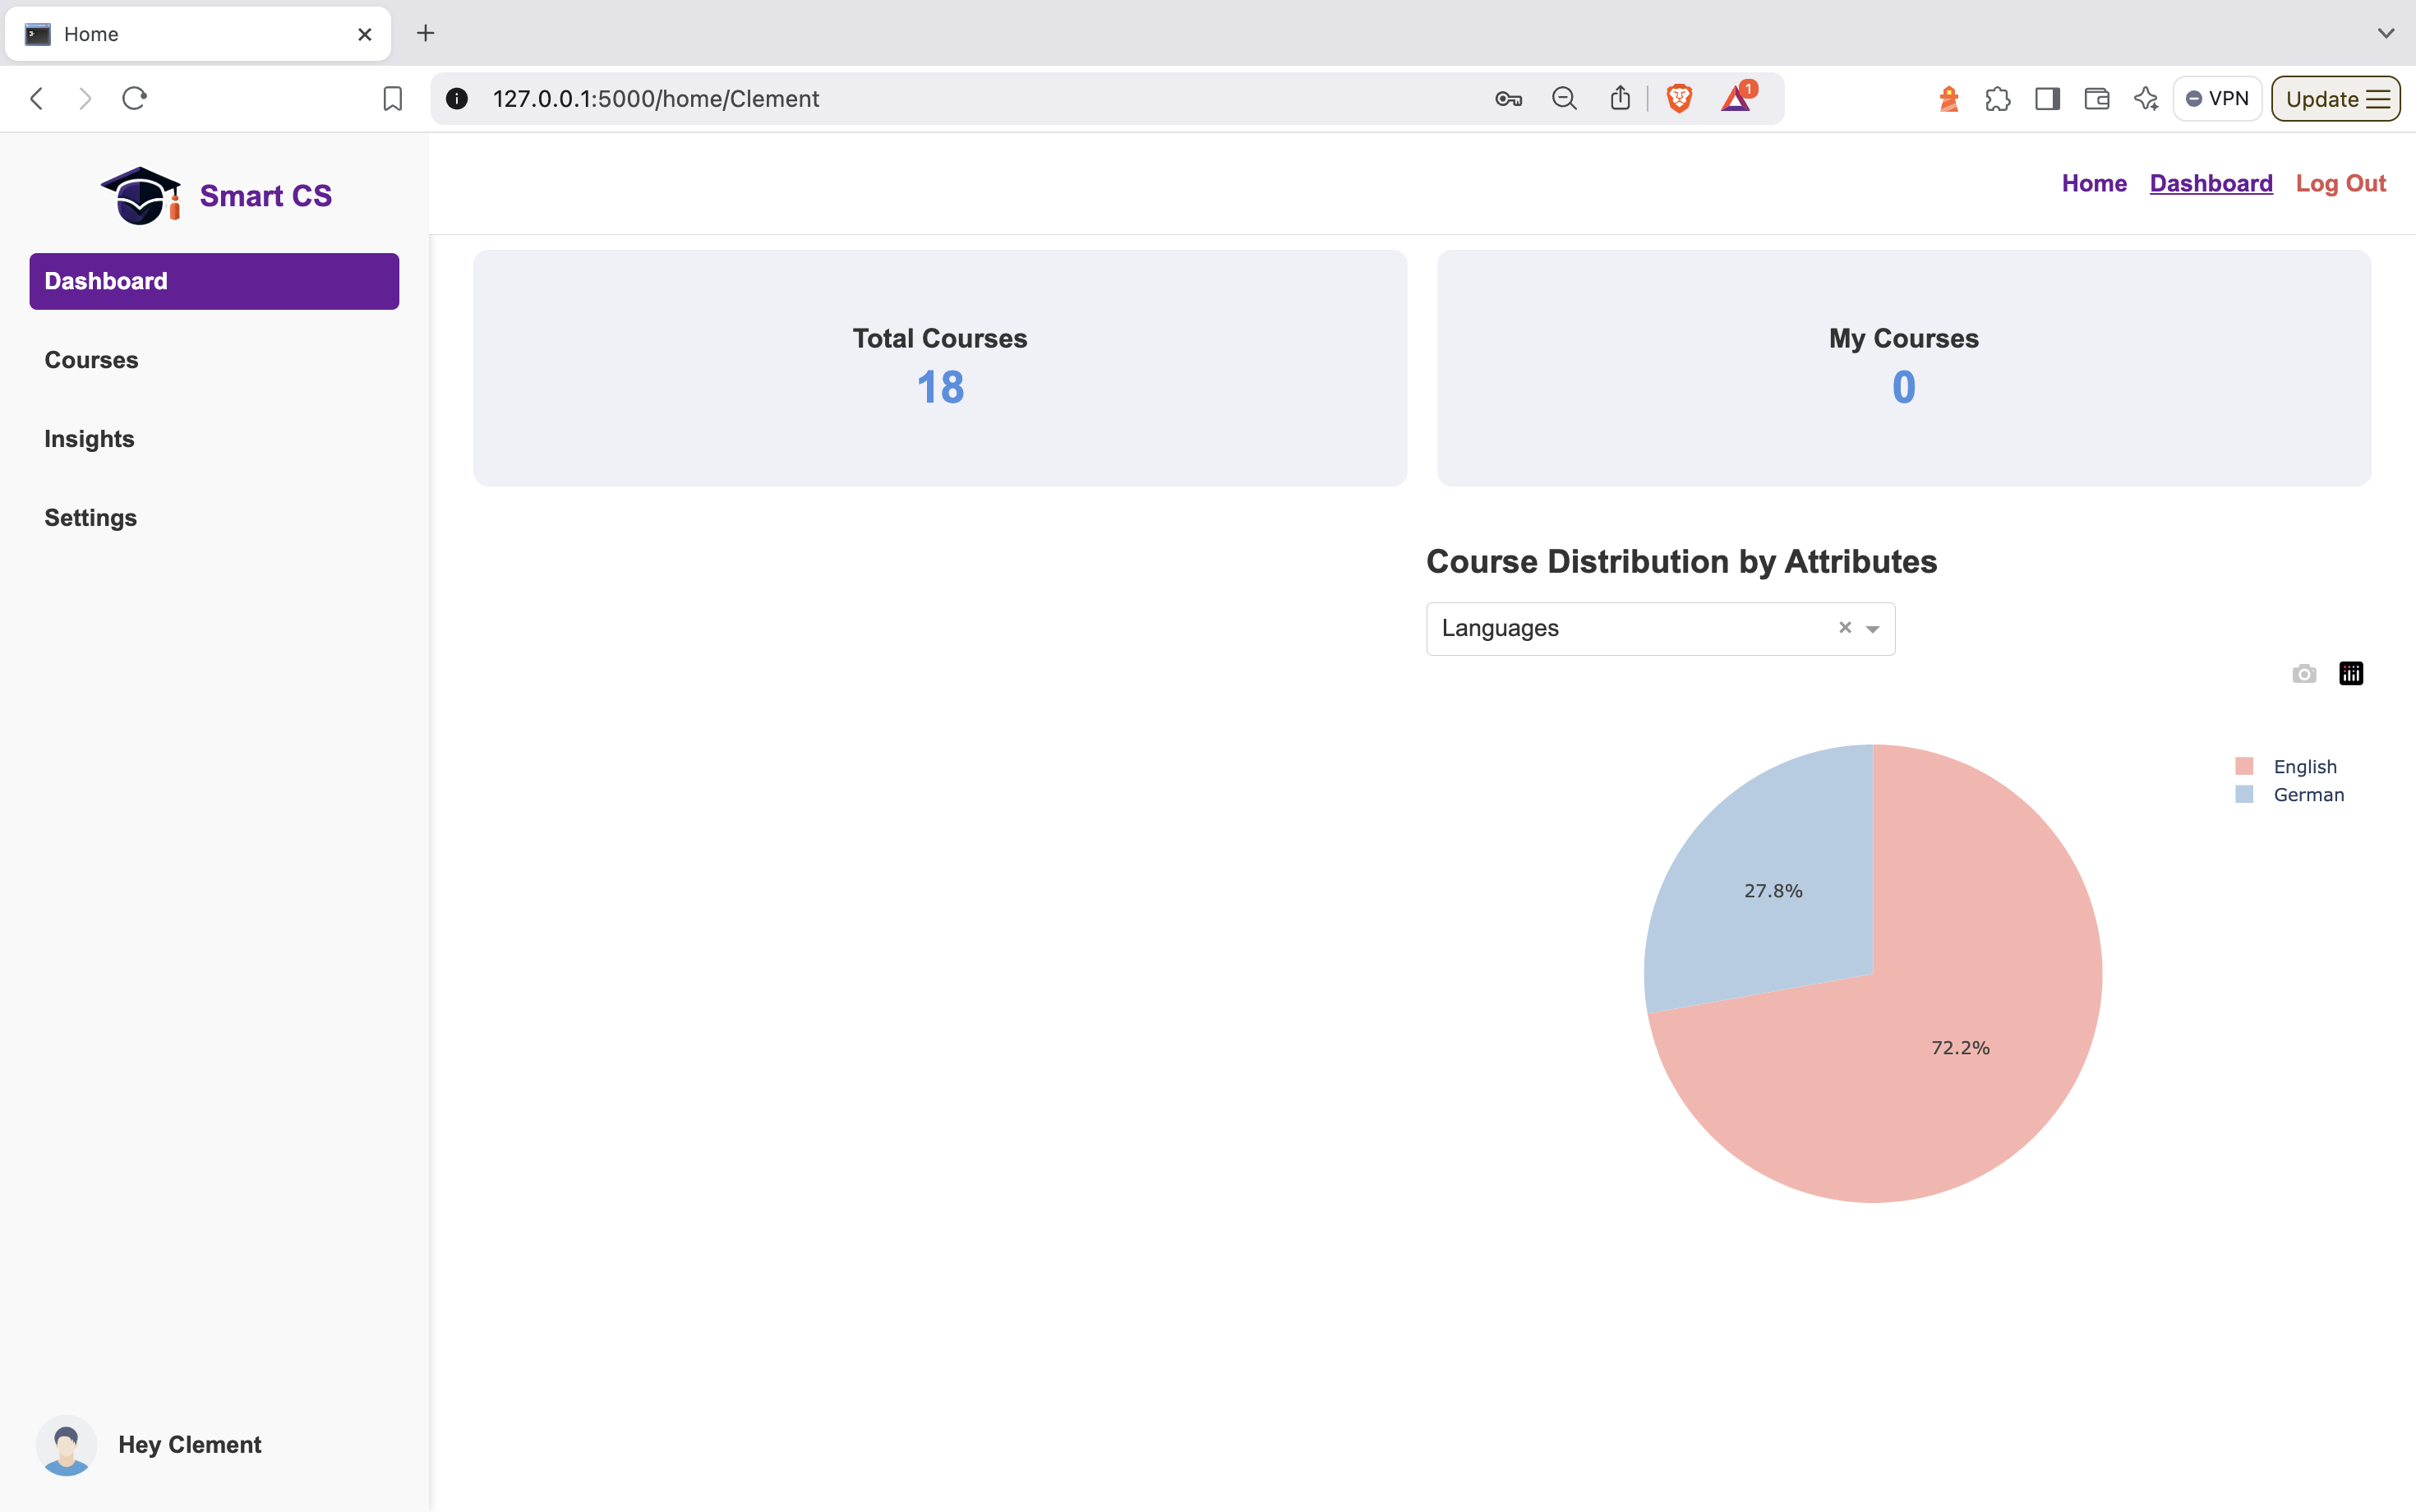 Home
127.0.0.1:5000/home/Clement
1
VPN
Update
Smart CS
Home Dashboard Log Out
Dashboard
Courses
Insights
Settings
Total Courses
18
My Courses
0
Course Distribution by Attributes
Languages
English
German
27.8%
72.2%
Hey Clement